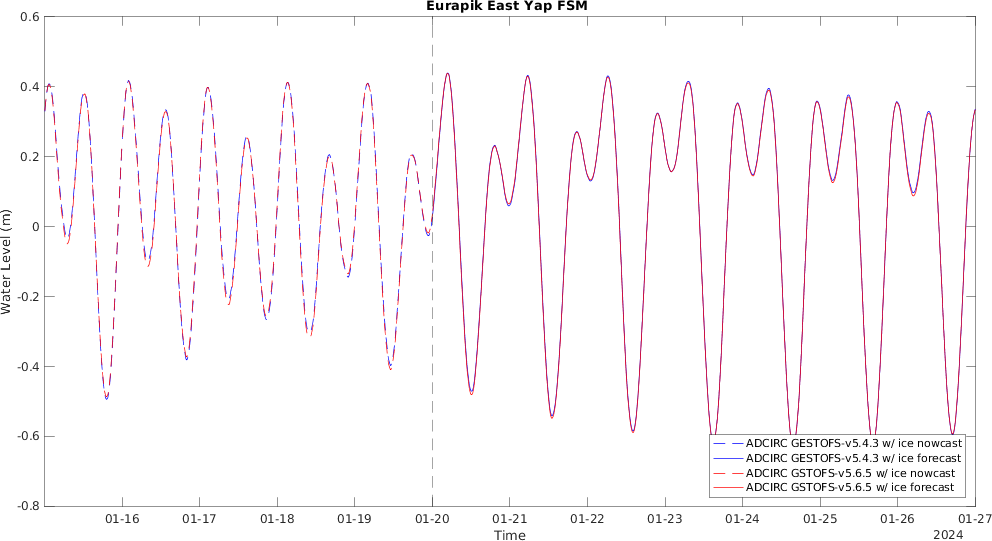 Eurapik East Yap FSM
0.6
0.4
0.2
0
-0.2
-0.4
-0.6
-0.8
Water Level (m)
ADCIRC GESTOFS-v5.4.3 w/ ice nowcast
ADCIRC GESTOFS-v5.4.3 w/ ice forecast
ADCIRC GSTOFS-v5.6.5 w/ ice nowcast
ADCIRC GSTOFS-v5.6.5 w/ ice forecast
01-16 01-17 01-18 01-19 01-20 01-21 01-22 01-23 01-24 01-25 01-26 01-27
Time
2024